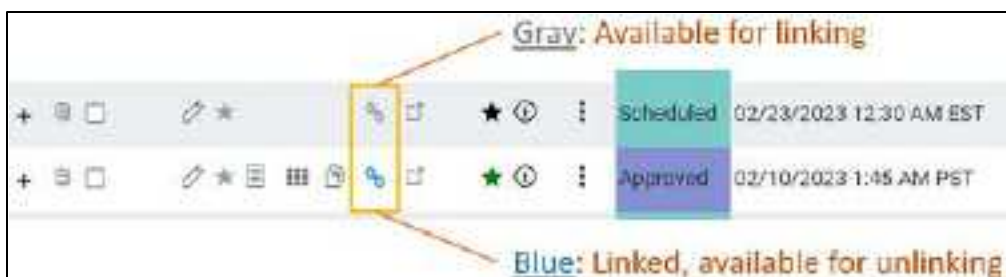 Gray: Available for linking
Scheduled 02/23/2023 12:30 AM EST
Approved 02/10/2023 1:45 AM PST
Blue: Linked, available for unlinking